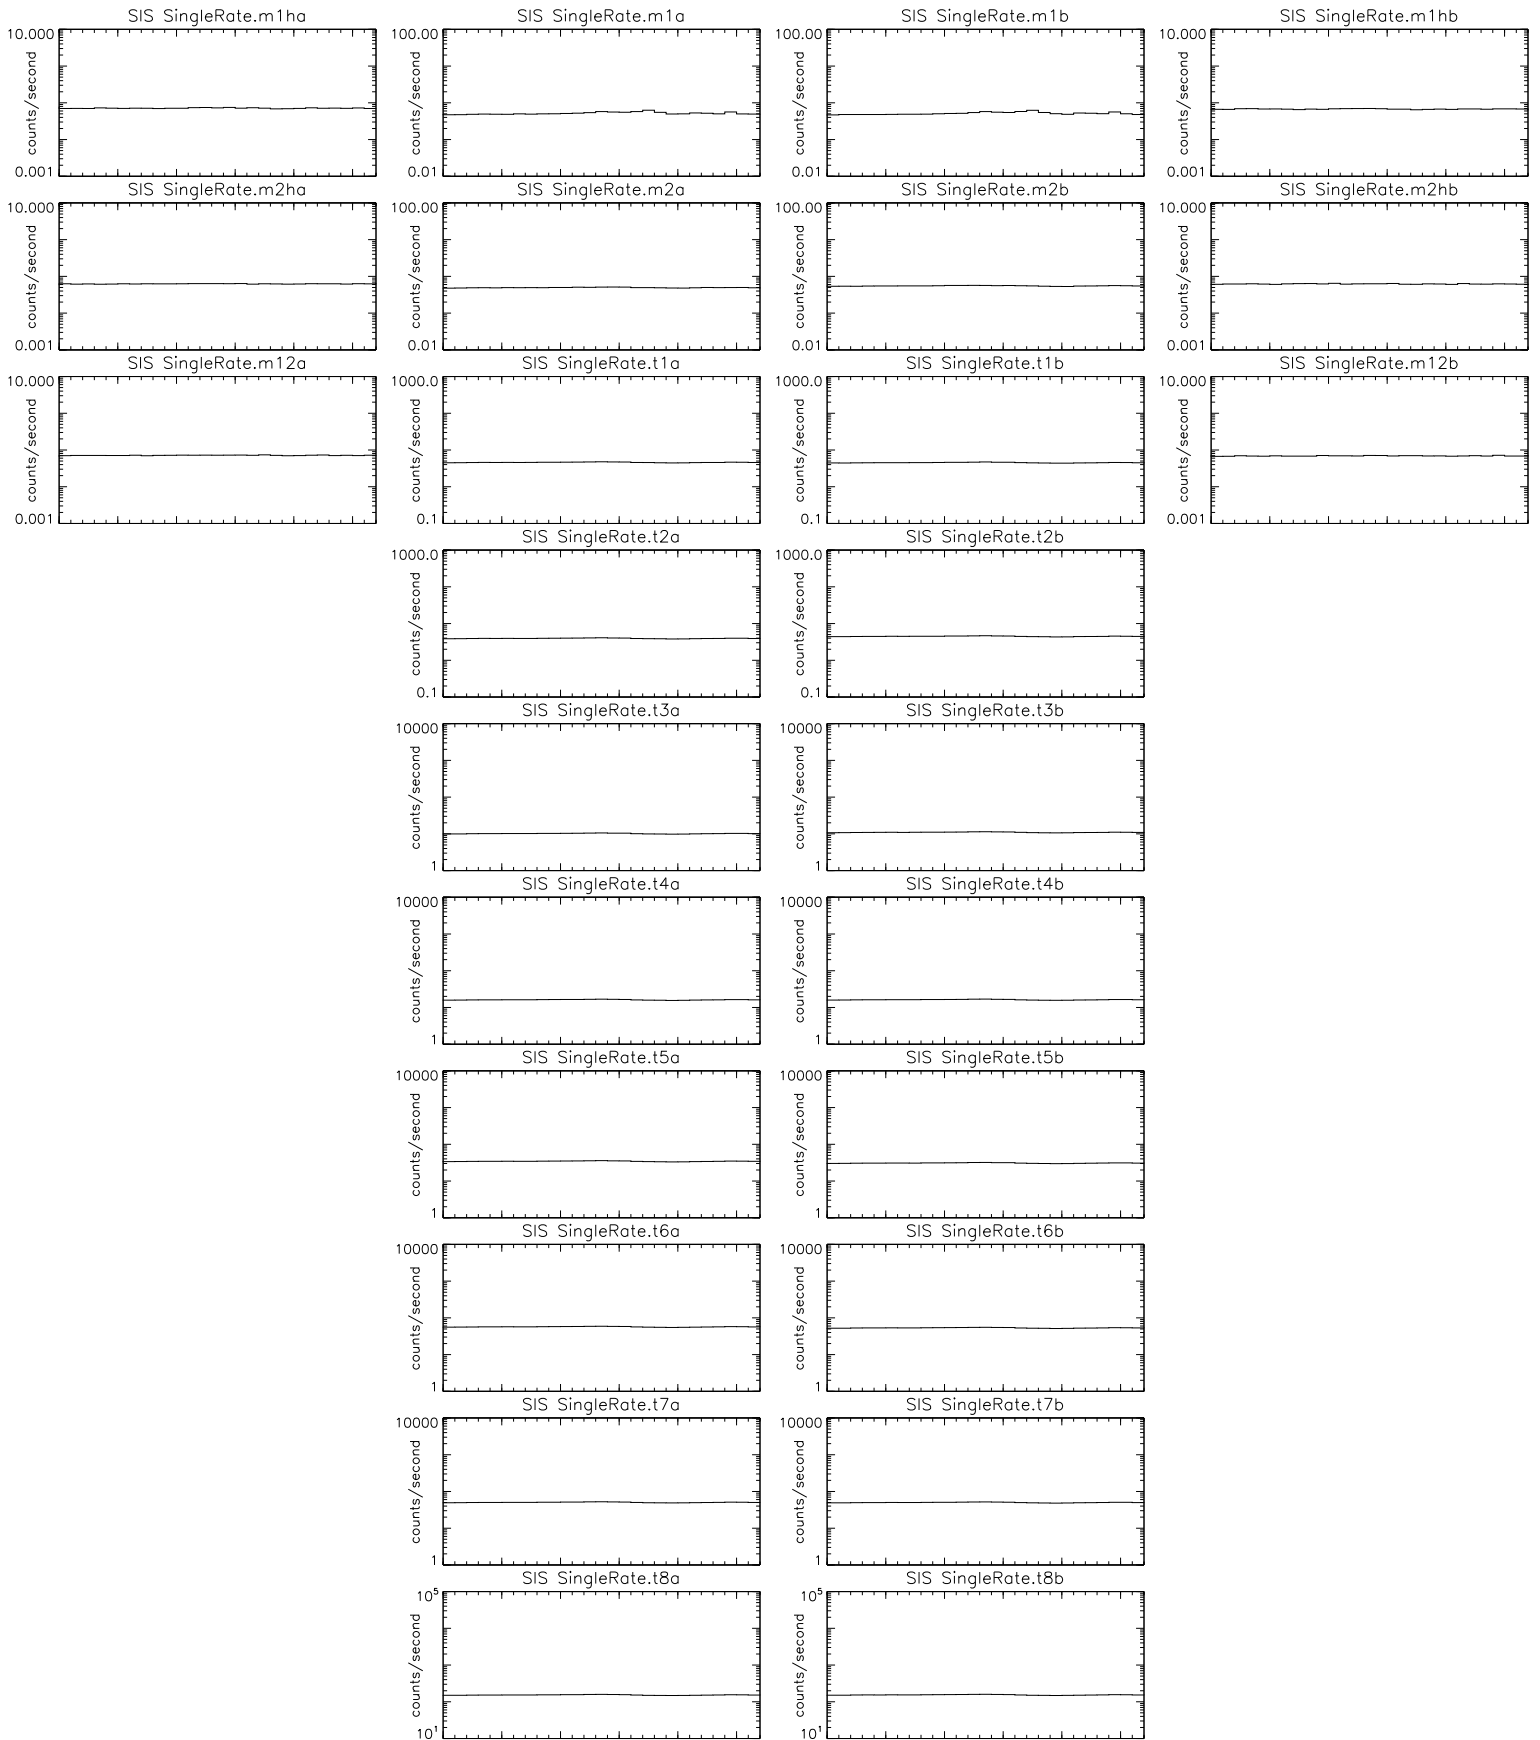 SIS SingleRate.m1ha SIS SingleRate.m1a SIS SingleRate.m1b SIS SingleRate.m1hb
10.000 100.00 100.00 10.000
counts/second counts/second counts/second counts/second
0.001 0.01 0.01 0.001
SIS SingleRate.m2ha SIS SingleRate.m2a SIS SingleRate.m2b SIS SingleRate.m2hb
10.000 100.00 100.00 10.000
counts/second counts/second counts/second counts/second
0.001 0.01 0.01 0.001
SIS SingleRate.m12a SIS SingleRate.t1a SIS SingleRate.t1b SIS SingleRate.m12b
10.000 1000.0 1000.0 10.000
counts/second counts/second counts/second counts/second
0.001 0.1 0.1 0.001
SIS SingleRate.t2a SIS SingleRate.t2b
1000.0 1000.0
counts/second counts/second
0.1 0.1
SIS SingleRate.t3a SIS SingleRate.t3b
10000 10000
counts/second counts/second
1 1
SIS SingleRate.t4a SIS SingleRate.t4b
10000 10000
counts/second counts/second
1 1
SIS SingleRate.t5a SIS SingleRate.t5b
10000 10000
counts/second counts/second
1 1
SIS SingleRate.t6a SIS SingleRate.t6b
10000 10000
counts/second counts/second
1 1
SIS SingleRate.t7a SIS SingleRate.t7b
10000 10000
counts/second counts/second
1 1
SIS SingleRate.t8a SIS SingleRate.t8b
10⁵ 10⁵
counts/second counts/second
10¹ 10¹